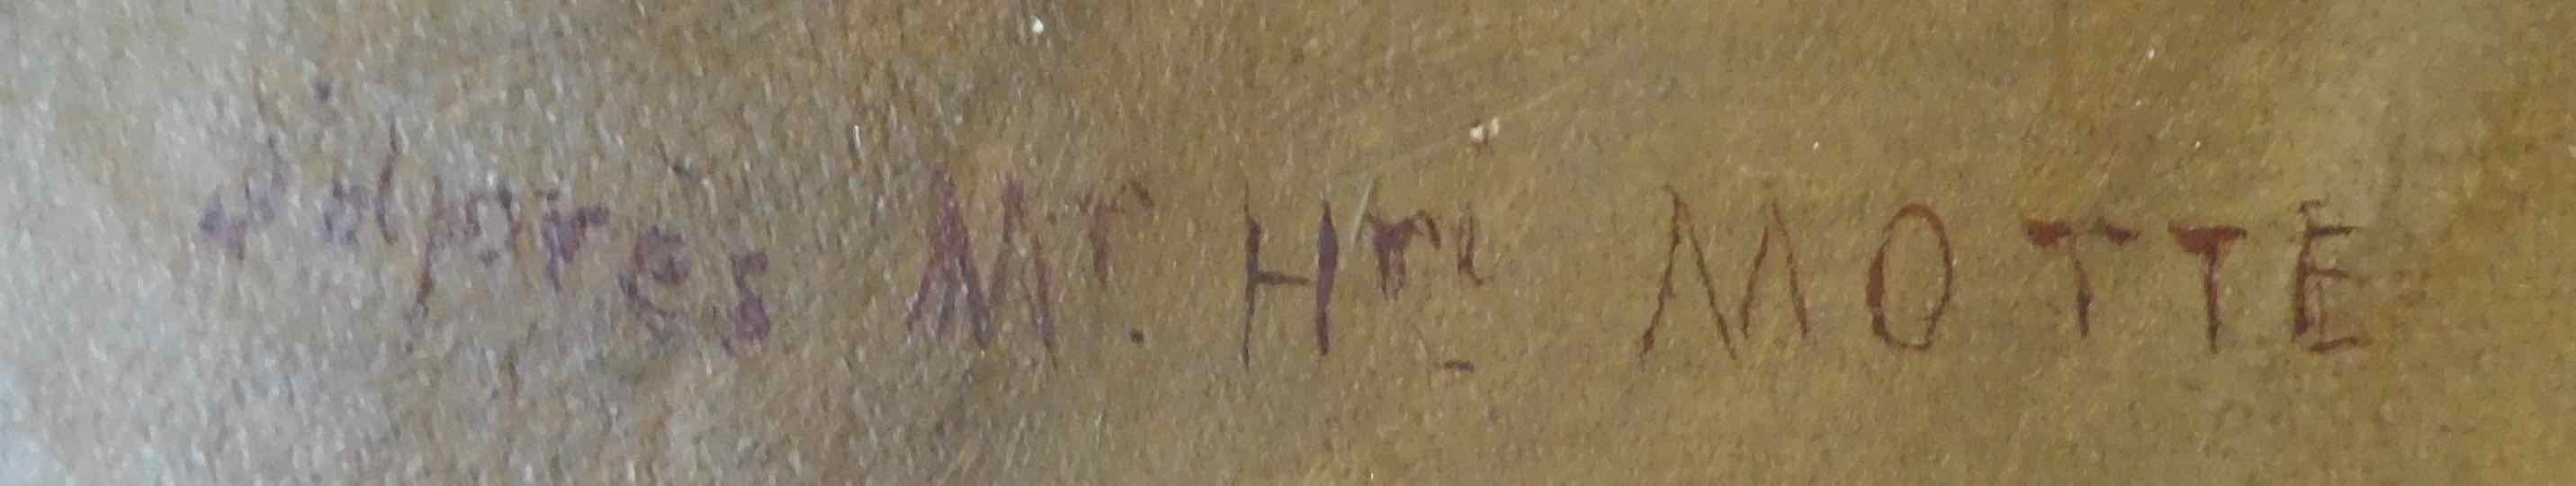 d'après Mr. Hri MOTTE